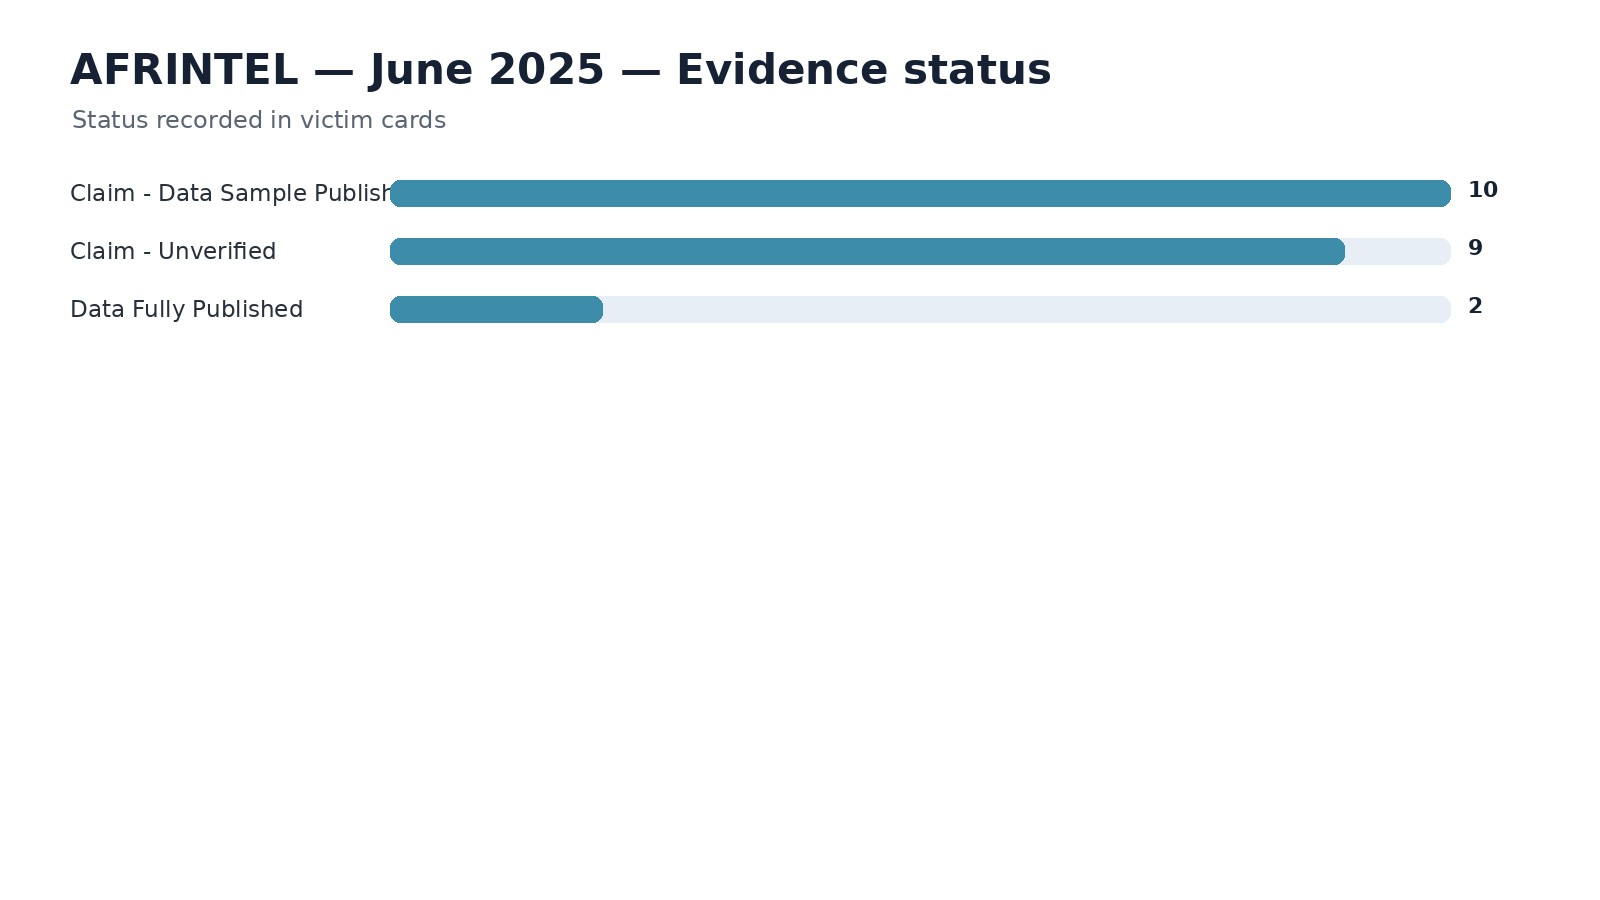 AFRINTEL — June 2025 — Evidence status
Status recorded in victim cards
Claim - Data Sample Publish 10
Claim - Unverified 9
Data Fully Published 2